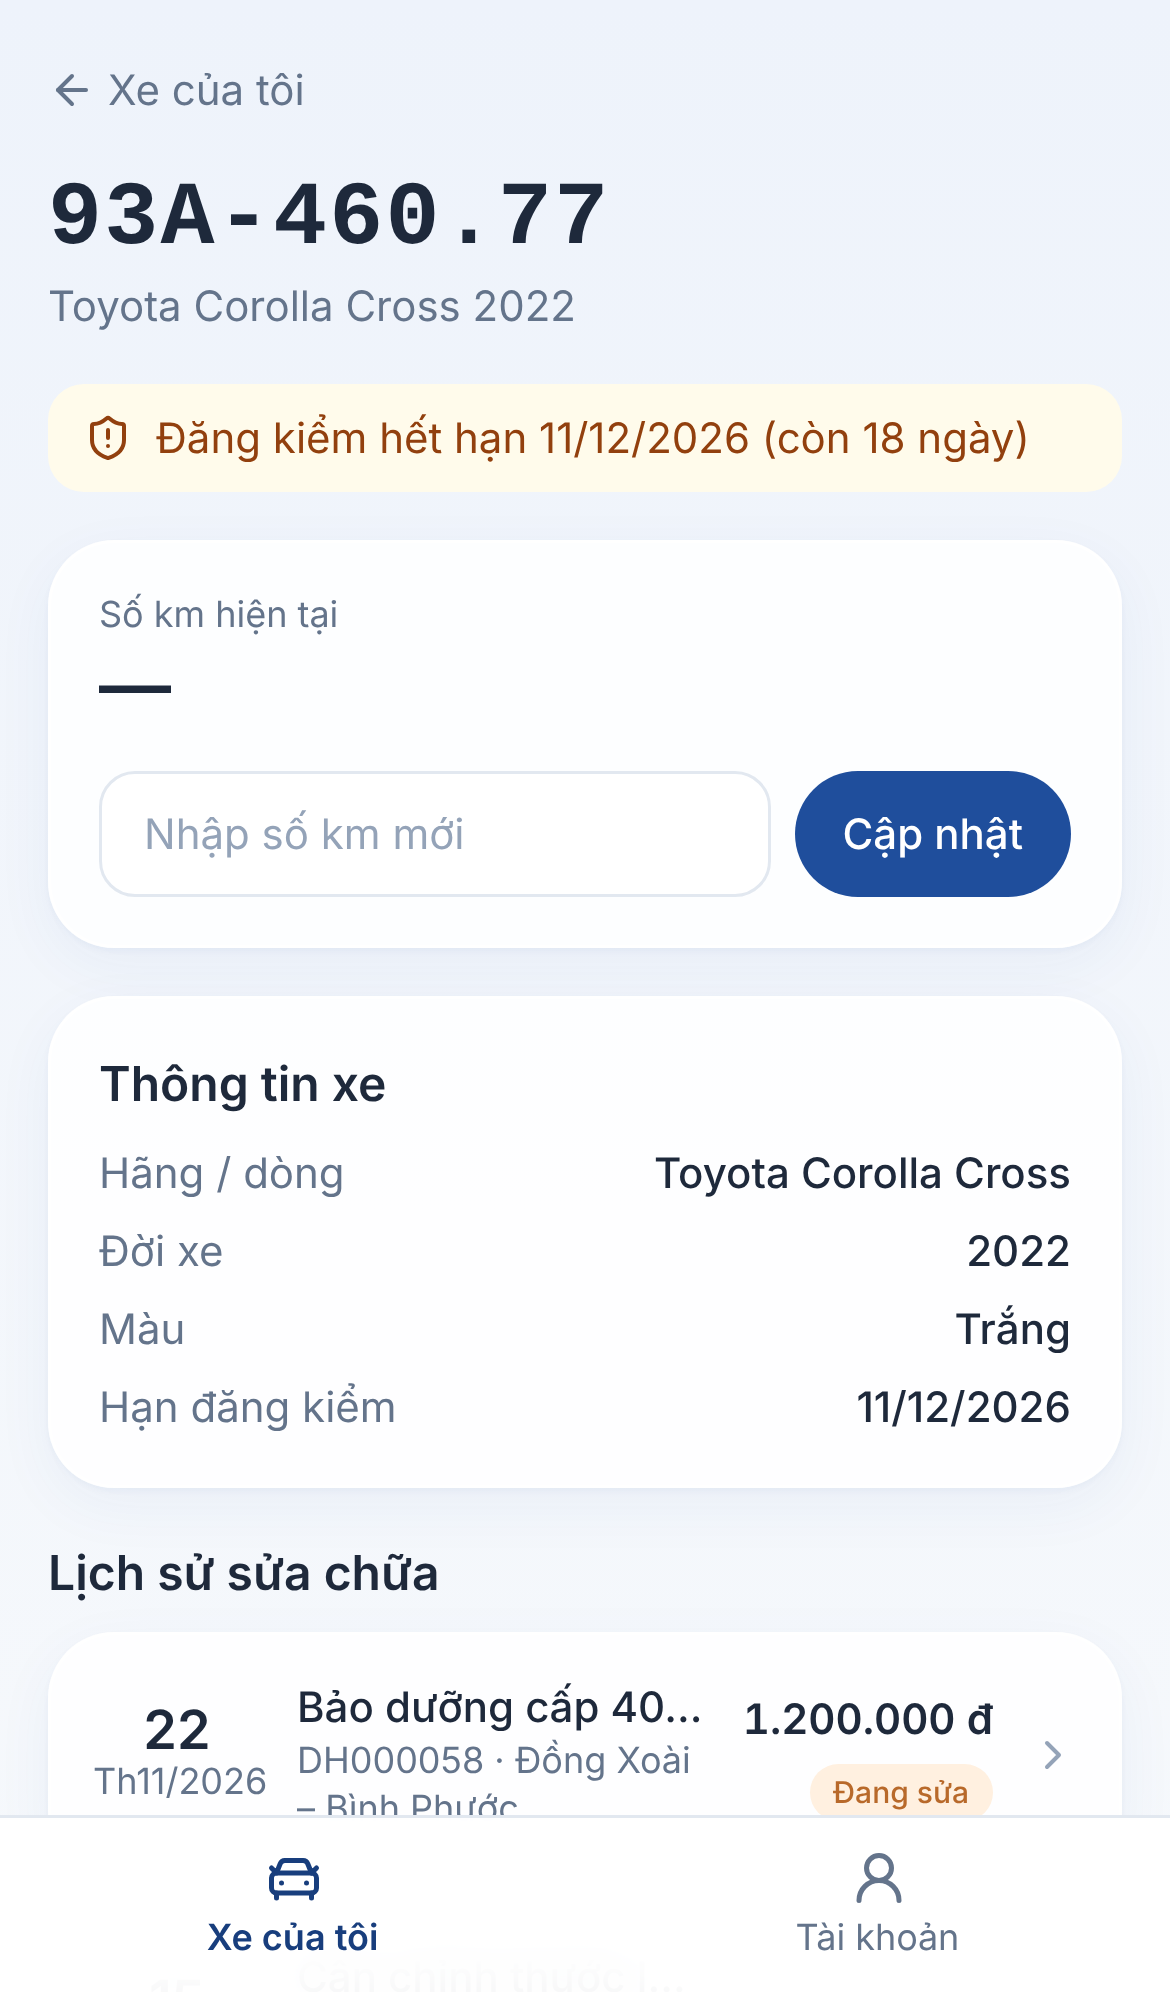 Xe của tôi
93A-460.77
Toyota Corolla Cross 2022
Đăng kiểm hết hạn 11/12/2026 (còn 18 ngày)
Số km hiện tại
—
Nhập số km mới
Cập nhật
Thông tin xe
Hãng / dòng
Toyota Corolla Cross
Đời xe
2022
Màu
Trắng
Hạn đăng kiểm
11/12/2026
Lịch sử sửa chữa
22
Th11/2026
Bảo dưỡng cấp 40...
DH000058 · Đồng Xoài
– Bình Phước
1.200.000 đ
Đang sửa
Xe của tôi
Tài khoản